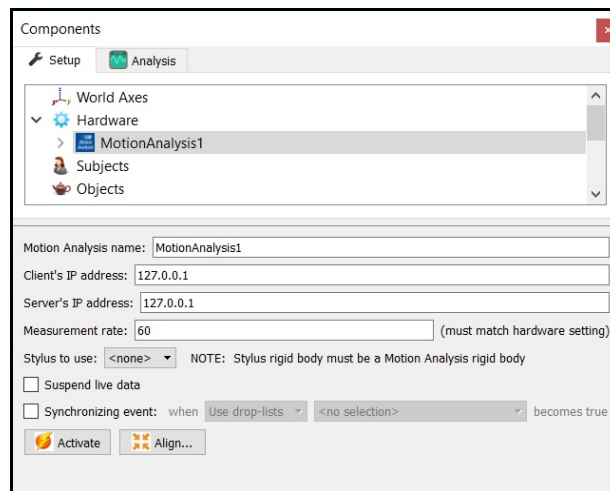 Components
Setup Analysis
World Axes
Hardware
MotionAnalysis1
Subjects
Objects
Motion Analysis name: MotionAnalysis1
Client's IP address: 127.0.0.1
Server's IP address: 127.0.0.1
Measurement rate: 60 (must match hardware setting)
Stylus to use: <none> NOTE: Stylus rigid body must be a Motion Analysis rigid body
Suspend live data
Synchronizing event: when Use drop-lists <no selection> becomes true
Activate Align...